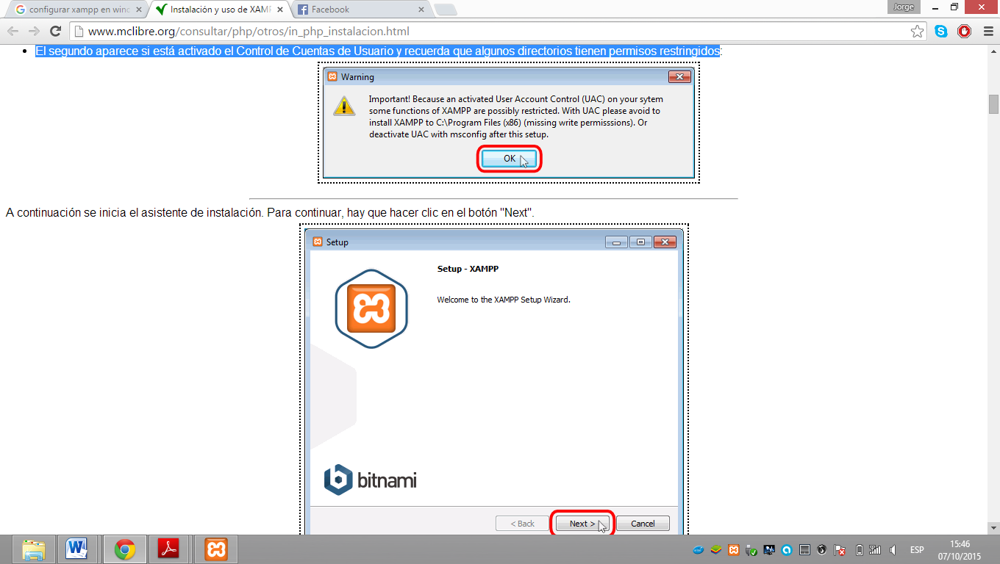 configurar xampp en winc
Instalación y uso de XAMF
Facebook
Jorge
www.mclibre.org/consultar/php/otros/in_php_instalacion.html
El segundo aparece si está activado el Control de Cuentas de Usuario y recuerda que algunos directorios tienen permisos restringidos:
Warning
Important! Because an activated User Account Control (UAC) on your sytem
some functions of XAMPP are possibly restricted. With UAC please avoid to
install XAMPP to C:\Program Files (x86) (missing write permisssions). Or
deactivate UAC with msconfig after this setup.
OK
A continuación se inicia el asistente de instalación. Para continuar, hay que hacer clic en el botón "Next".
Setup
Setup - XAMPP
Welcome to the XAMPP Setup Wizard.
bitnami
< Back
Next >
Cancel
ESP
15:46
07/10/2015